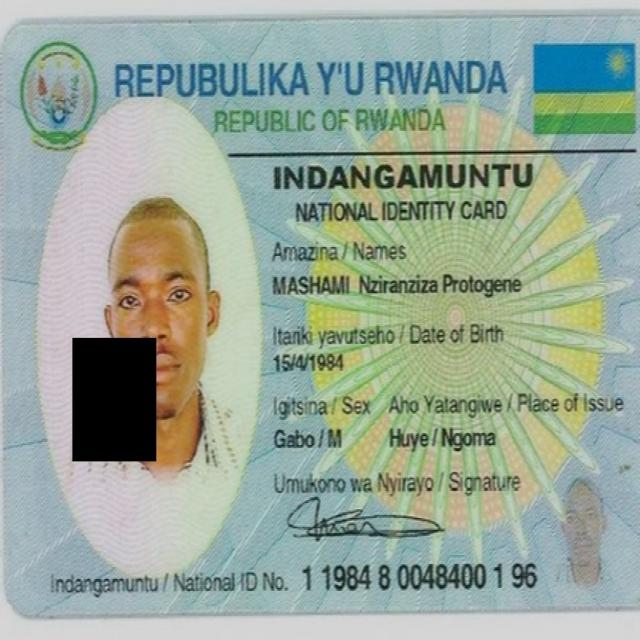 REPUBULIKA Y'U RWANDA
REPUBLIC OF RWANDA
INDANGAMUNTU
NATIONAL IDENTITY CARD
Amazina / Names
MASHAMI Nziranziza Protogene
Itariki yavutseho / Date of Birth
15/4/1984
Igitsina / Sex Aho Yatangiwe / Place of Issue
Gabo / M Huye / Ngoma
Umukono wa Nyirayo / Signature
Indangamuntu / National ID No. 1 1984 8 0048400 1 96